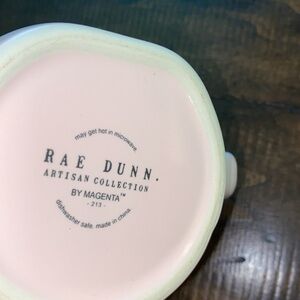 may get hot in microwave.
RAE DUNN.
ARTISAN COLLECTION
BY MAGENTA™
- 213 -
dishwasher safe. made in china.